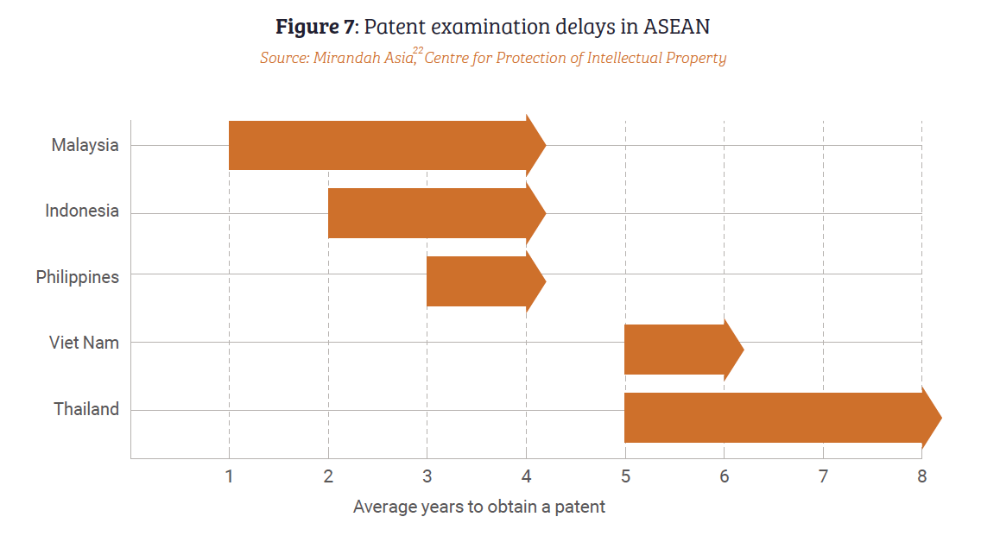 Figure 7: Patent examination delays in ASEAN
Source: Mirandah Asia,22 Centre for Protection of Intellectual Property
Malaysia
Indonesia
Philippines
Viet Nam
Thailand
1 2 3 4 5 6 7 8
Average years to obtain a patent